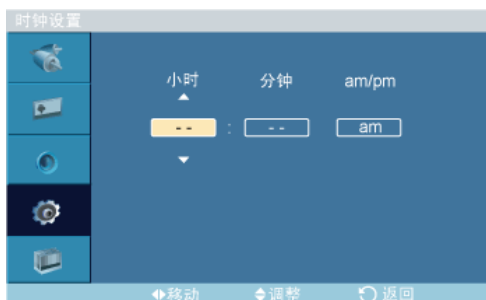 时钟设置
小时 分钟 am/pm
-- : -- am
移动 调整 返回